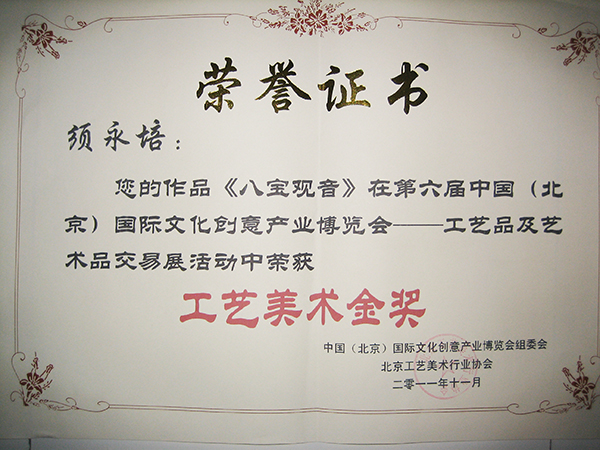 荣誉证书
须永培：
您的作品《八宝观音》在第六届中国（北
京）国际文化创意产业博览会——工艺品及艺
术品交易展活动中荣获
工艺美术金奖
中国（北京）国际文化创意产业博览会组委会
北京工艺美术行业协会
二零一一年十一月